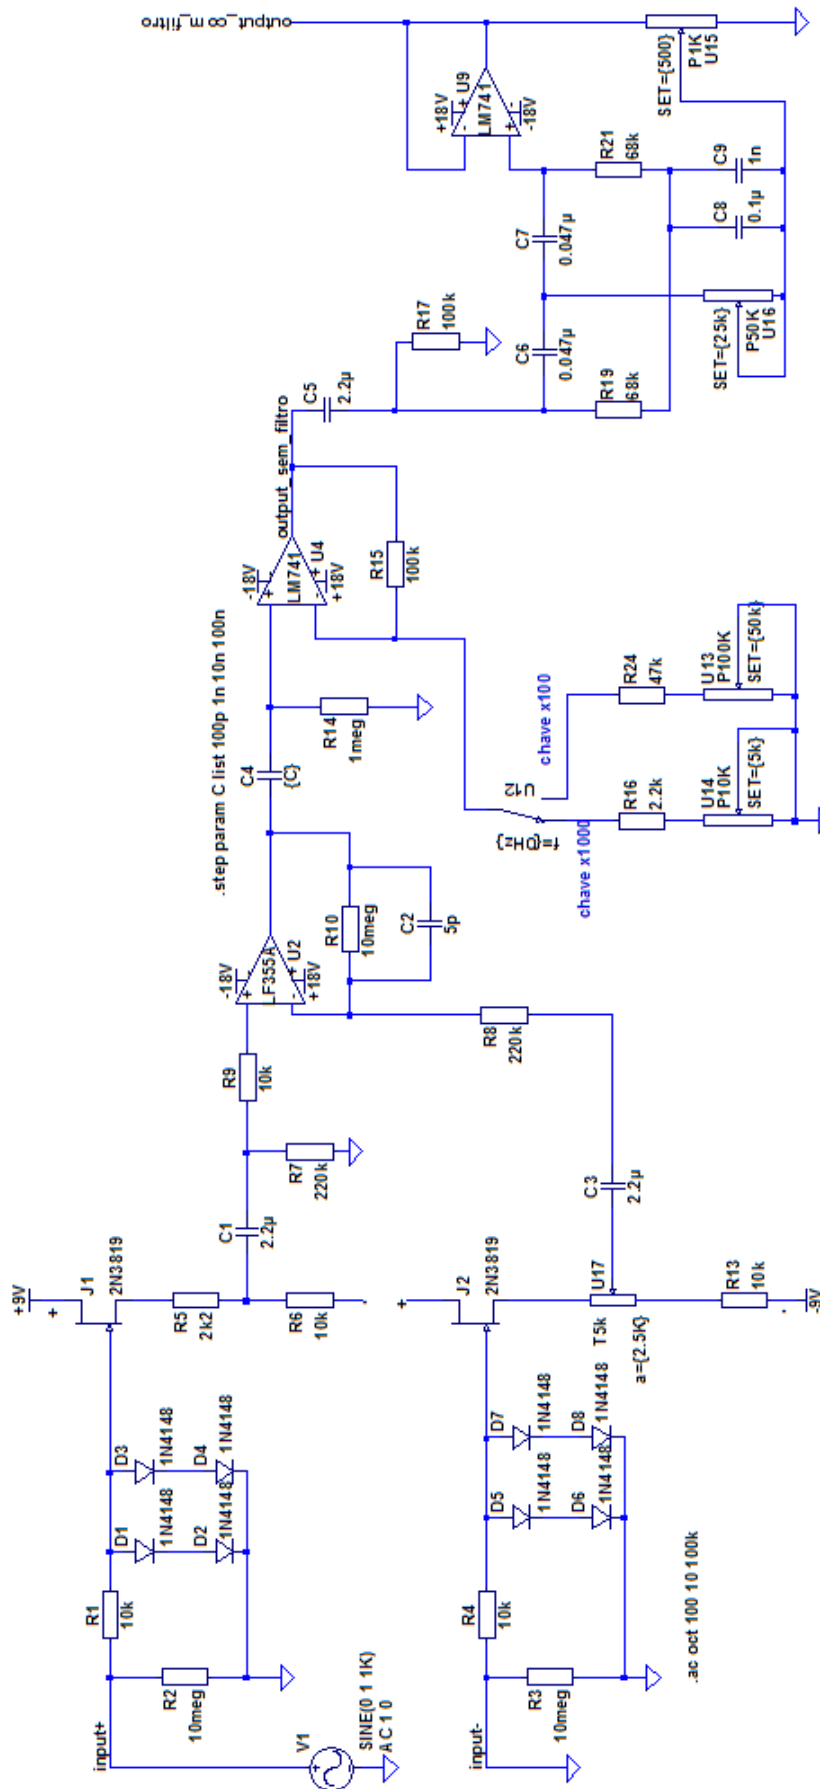 output_com_filtro
+18V
U9
LM741
-18V
SET={500}
P1K
U15
R21
68k
C9
1n
C8
0.1µ
C7
0.047µ
R17
100k
C6
0.047µ
SET={25k}
P50K
U16
R19
68k
C5
2.2µ
output_sem_filtro
-18V
U4
LM741
+18V
R15
100k
.step param C list 100p 1n 10n 100n
C4
{C}
R14
1meg
chave x100
R24
47k
U13
P100K
SET={50k}
U12
f={0Hz}
chave x1000
R16
2.2k
U14
P10K
SET={5k}
-18V
U2
LF355A
+18V
R10
10meg
C2
5p
R9
10k
R8
220k
R7
220k
C1
2.2µ
C3
2.2µ
+9V
J1
2N3819
R5
2k2
R6
10k
J2
2N3819
U17
T5k
a={2.5K}
R13
10k
-9V
D3
1N4148
D4
1N4148
D1
1N4148
D2
1N4148
D7
1N4148
D8
1N4148
D5
1N4148
D6
1N4148
R1
10k
R2
10meg
input+
V1
SINE(0 1 1K)
AC 1 0
R4
10k
R3
10meg
input-
.ac oct 100 10 100k